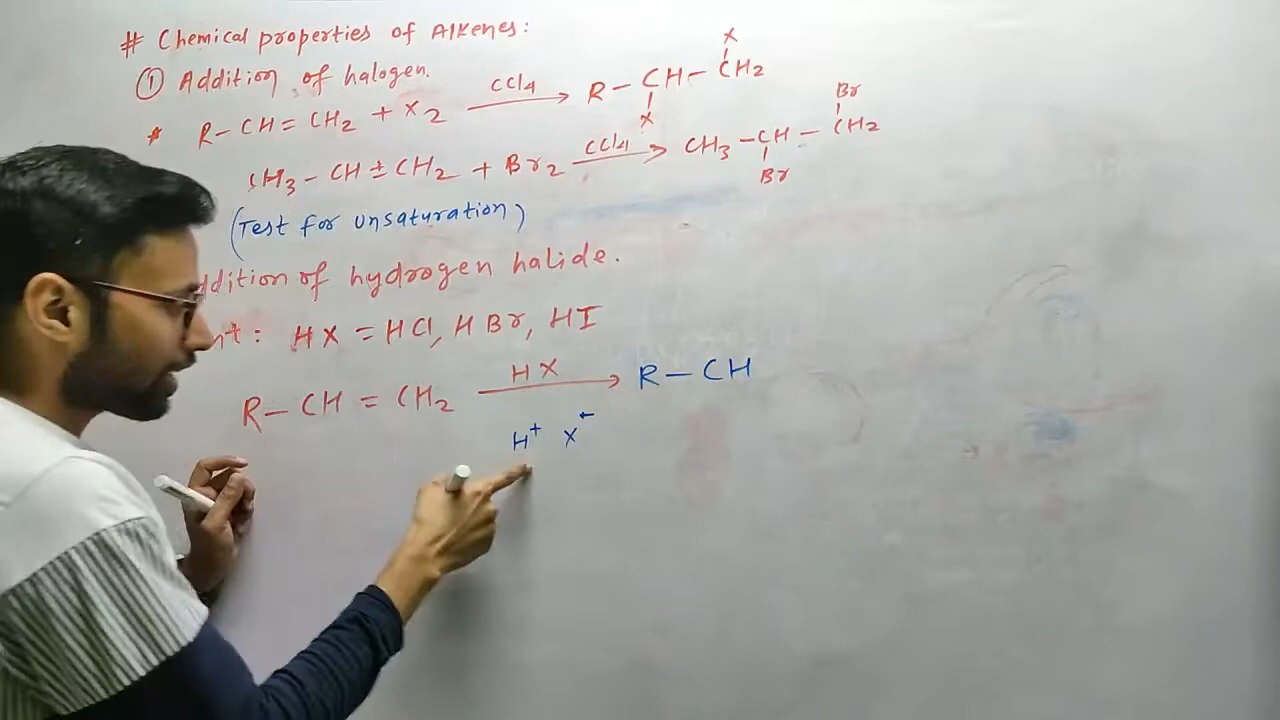 # Chemical properties of Alkenes:
① Addition of halogen.
* R-CH=CH₂ + X₂ CCl₄→ R-CH-CH₂
X
X
CH₃-CH=CH₂ + Br₂ CCl₄→ CH₃-CH-CH₂
Br
Br
(Test for unsaturation)
ddition of hydrogen halide.
nt: HX = HCl, HBr, HI
R-CH=CH₂ HX→ R-CH
H⁺ X⁻